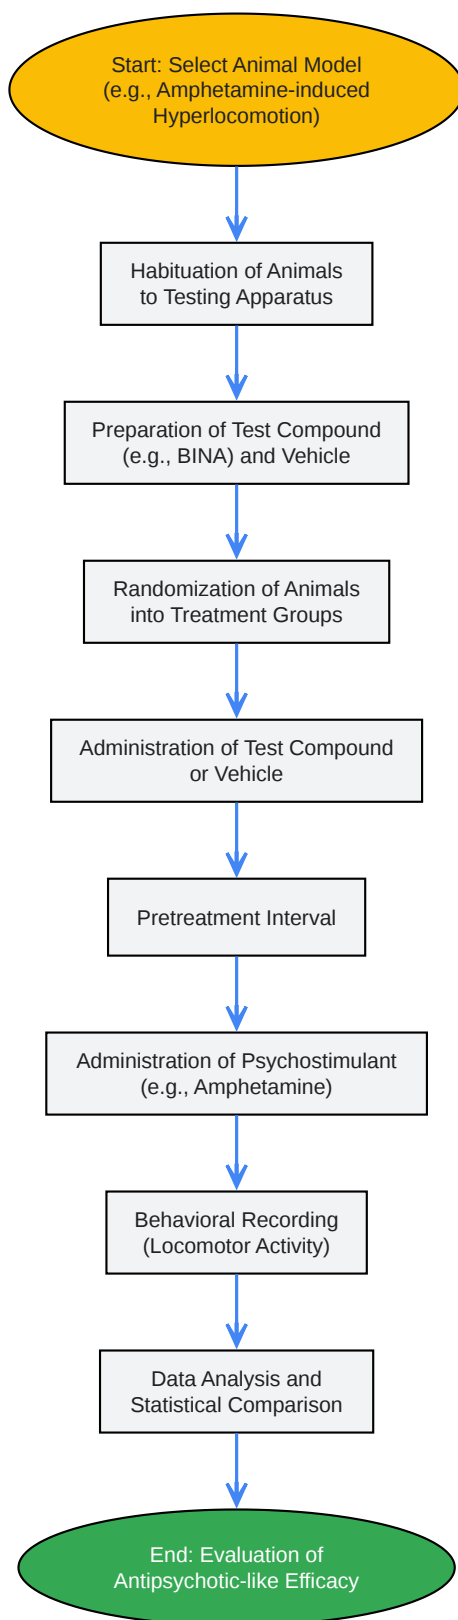 Start: Select Animal Model
(e.g., Amphetamine-induced
Hyperlocomotion)
Habituation of Animals
to Testing Apparatus
Preparation of Test Compound
(e.g., BINA) and Vehicle
Randomization of Animals
into Treatment Groups
Administration of Test Compound
or Vehicle
Pretreatment Interval
Administration of Psychostimulant
(e.g., Amphetamine)
Behavioral Recording
(Locomotor Activity)
Data Analysis and
Statistical Comparison
End: Evaluation of
Antipsychotic-like Efficacy